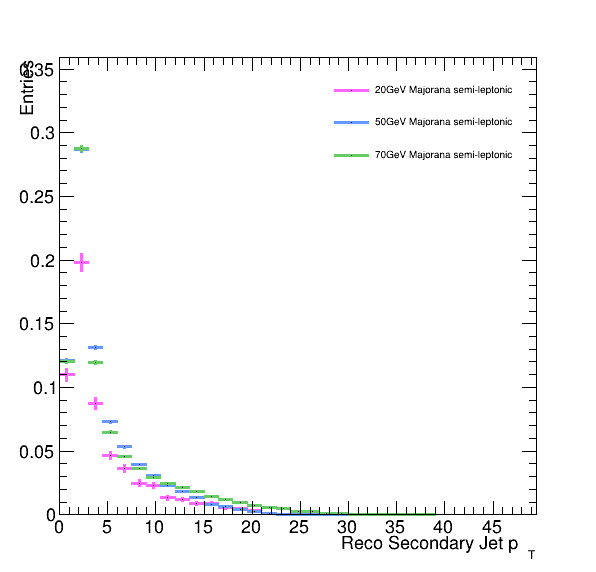 Entries
0.35
0.3
0.25
0.2
0.15
0.1
0.05
0
20GeV Majorana semi-leptonic
50GeV Majorana semi-leptonic
70GeV Majorana semi-leptonic
0 5 10 15 20 25 30 35 40 45
Reco Secondary Jet p
T